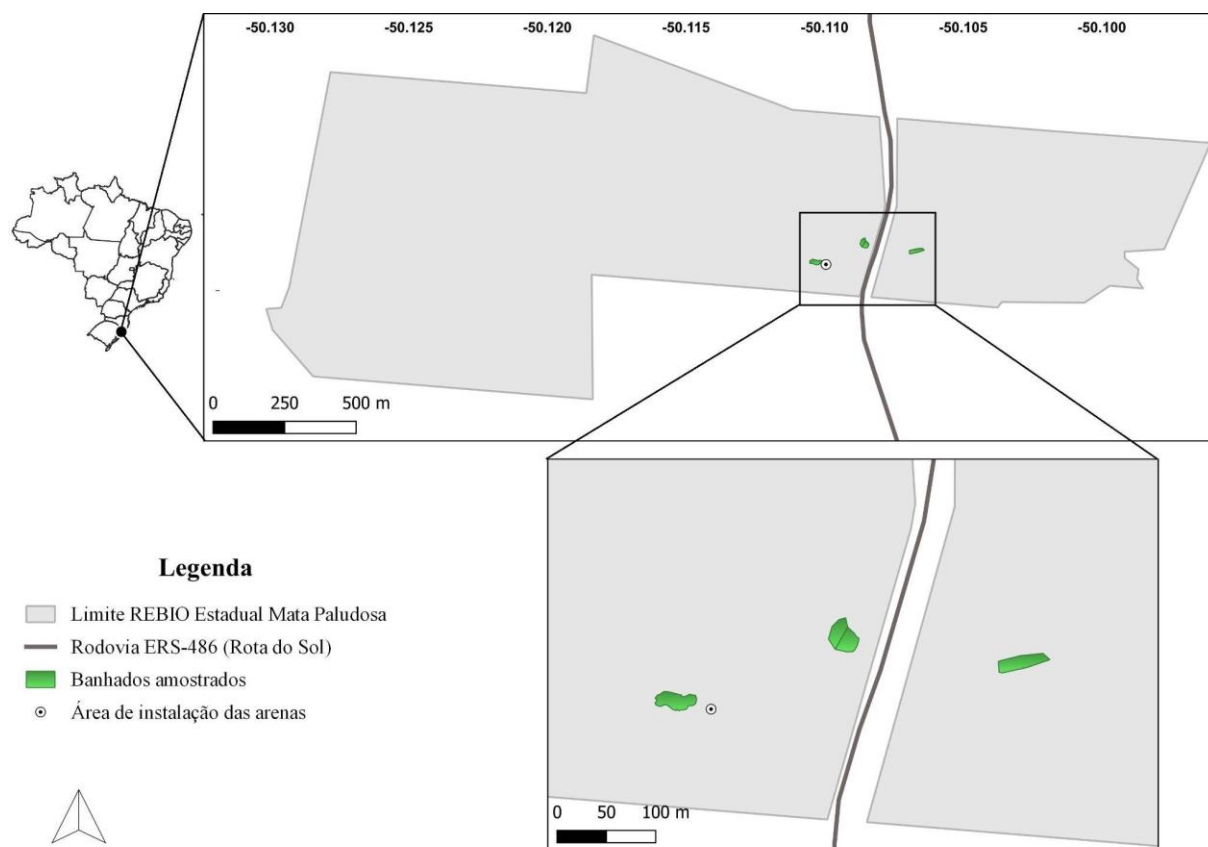 -50.130 -50.125 -50.120 -50.115 -50.110 -50.105 -50.100
0 250 500 m
Legenda
Limite REBIO Estadual Mata Paludosa
Rodovia ERS-486 (Rota do Sol)
Banhados amostrados
Área de instalação das arenas
0 50 100 m